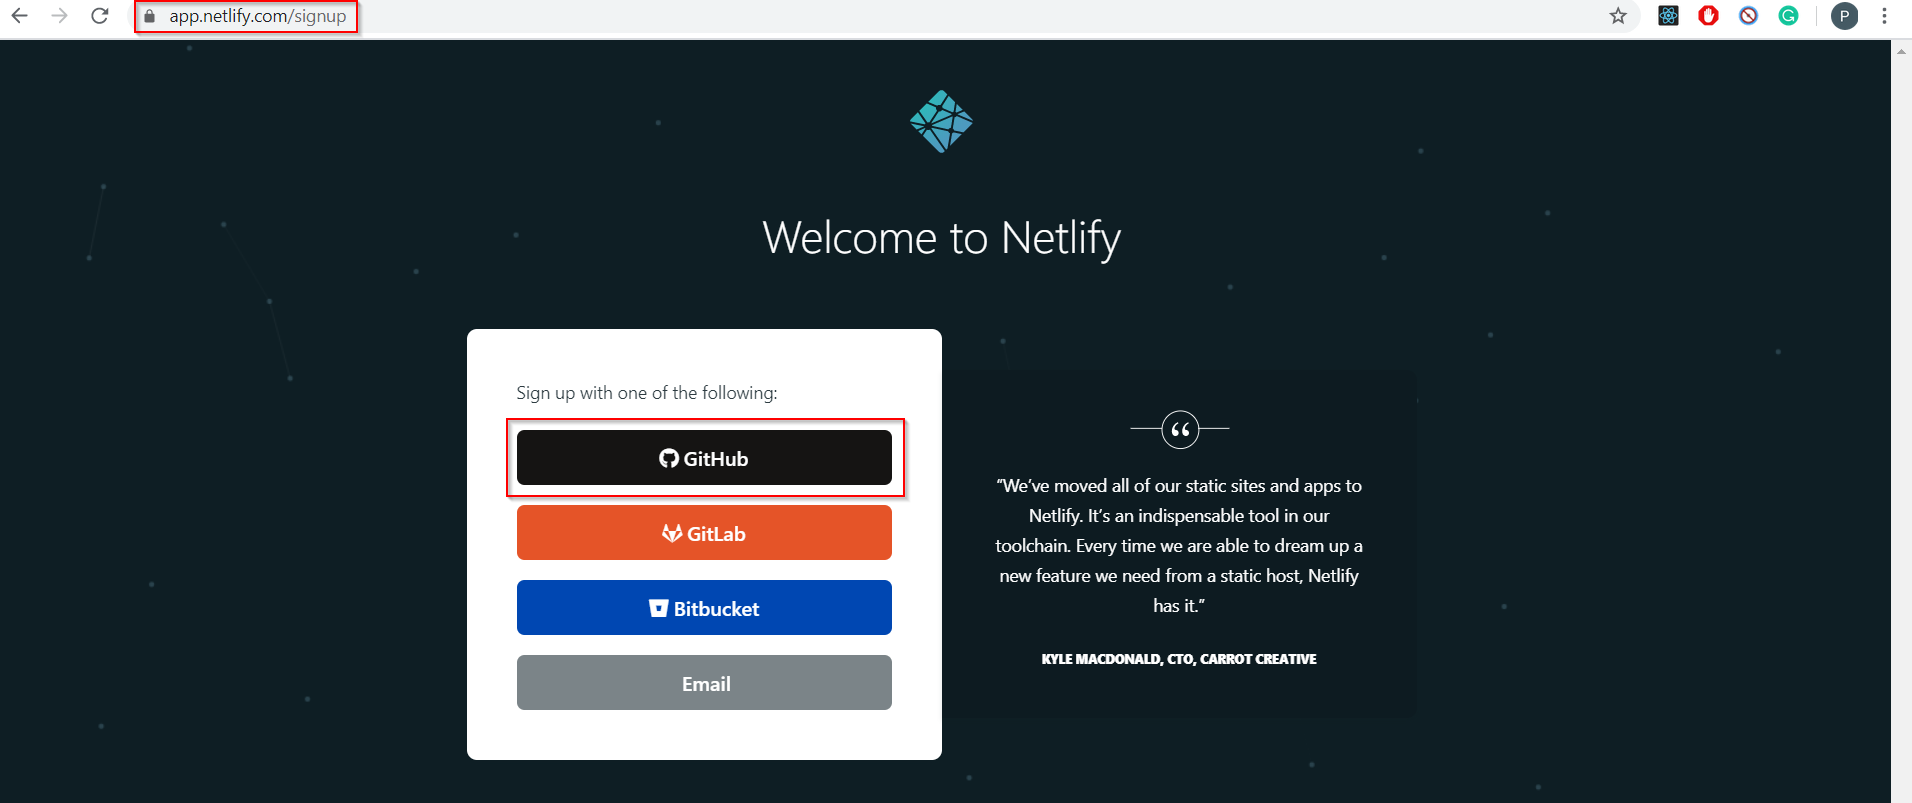 app.netlify.com/signup
P
Welcome to Netlify
Sign up with one of the following:
GitHub
GitLab
Bitbucket
Email
“We’ve moved all of our static sites and apps to
Netlify. It’s an indispensable tool in our
toolchain. Every time we are able to dream up a
new feature we need from a static host, Netlify
has it.”
KYLE MACDONALD, CTO, CARROT CREATIVE